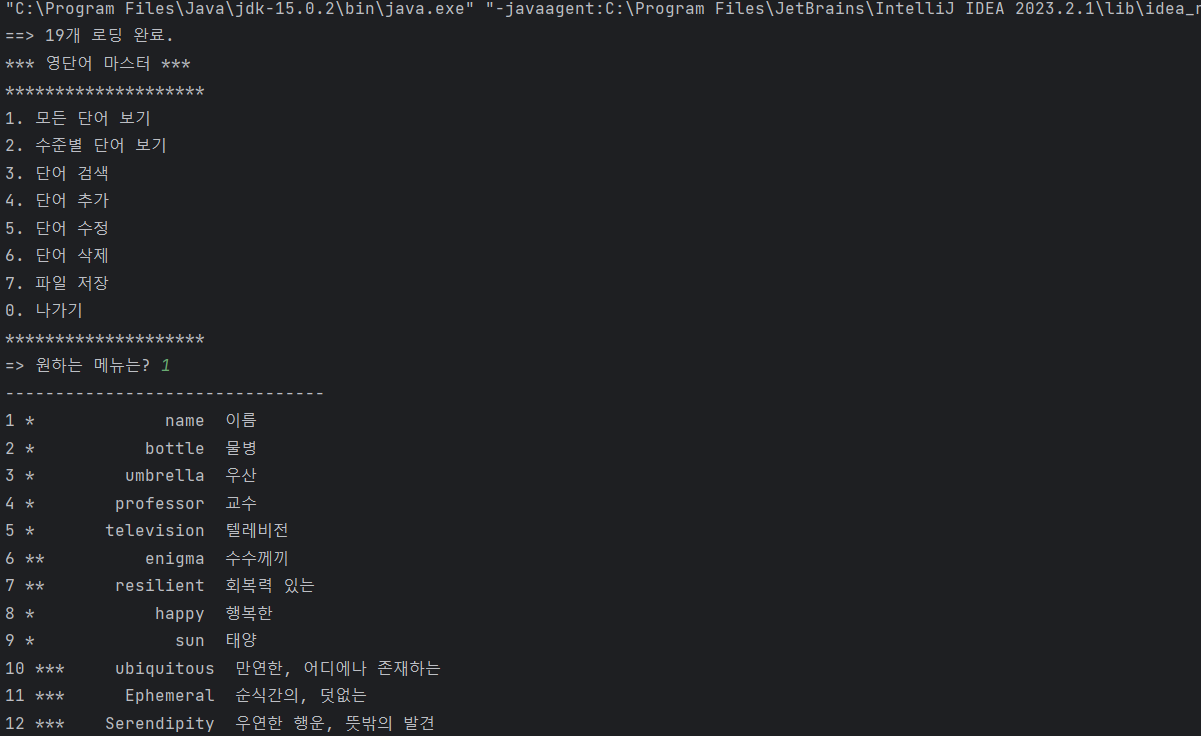 "C:\Program Files\Java\jdk-15.0.2\bin\java.exe" "-javaagent:C:\Program Files\JetBrains\IntelliJ IDEA 2023.2.1\lib\idea_r
==> 19개 로딩 완료.
*** 영단어 마스터 ***
********************
1. 모든 단어 보기
2. 수준별 단어 보기
3. 단어 검색
4. 단어 추가
5. 단어 수정
6. 단어 삭제
7. 파일 저장
0. 나가기
********************
=> 원하는 메뉴는? 1
--------------------------------
1 *             name  이름
2 *           bottle  물병
3 *         umbrella  우산
4 *        professor  교수
5 *       television  텔레비전
6 **          enigma  수수께끼
7 **       resilient  회복력 있는
8 *            happy  행복한
9 *              sun  태양
10 ***     ubiquitous  만연한, 어디에나 존재하는
11 ***      Ephemeral  순식간의, 덧없는
12 ***    Serendipity  우연한 행운, 뜻밖의 발견